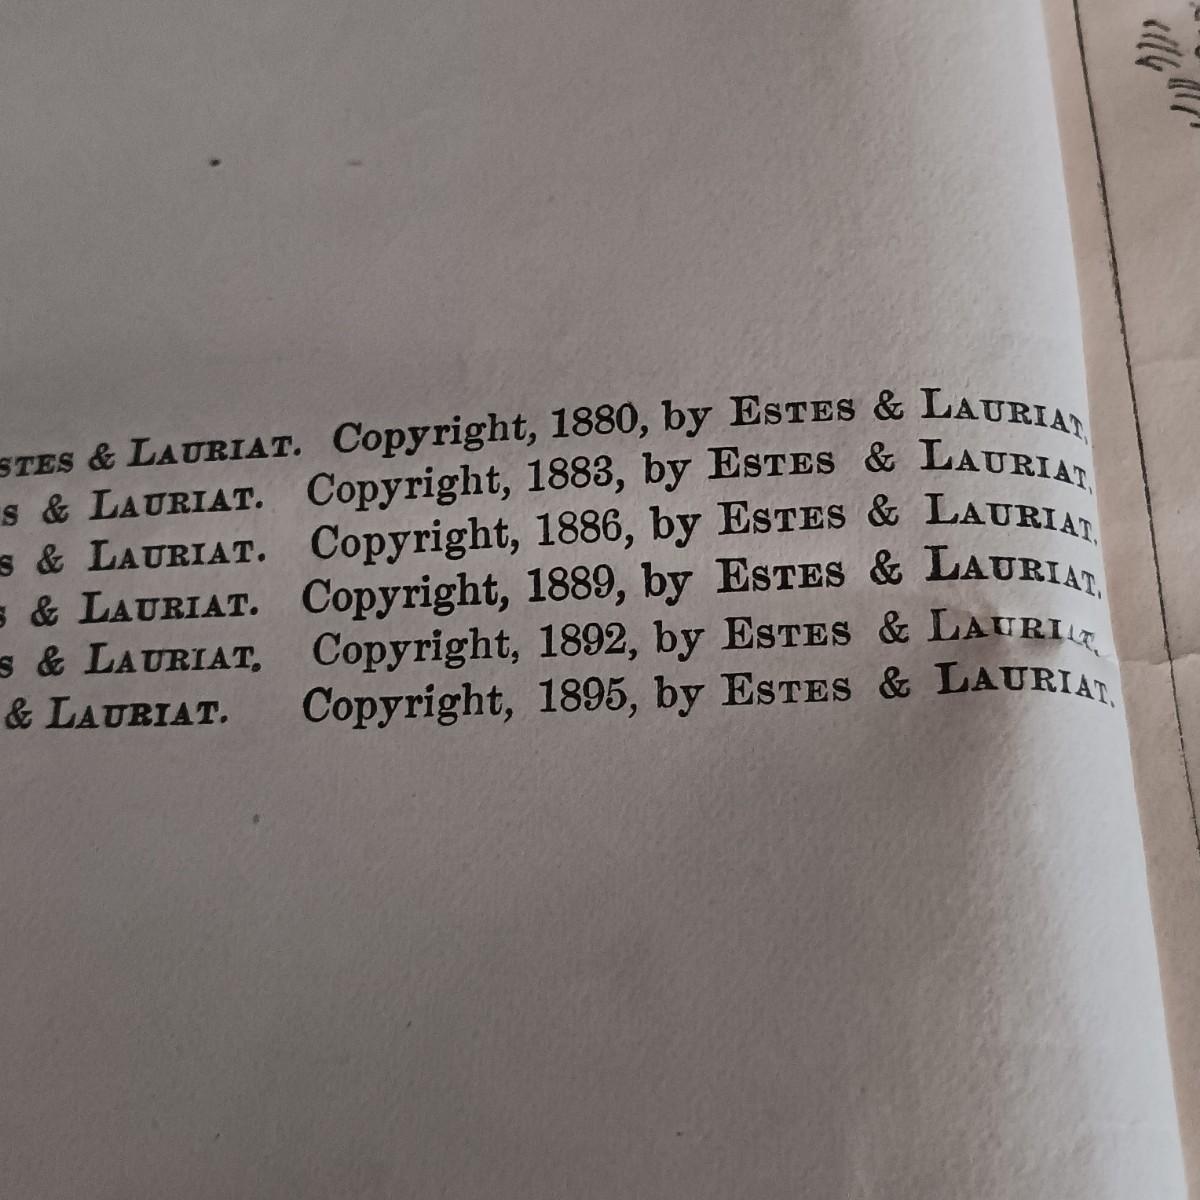 STES & LAURIAT. Copyright, 1880, by ESTES & LAURIAT.
S & LAURIAT. Copyright, 1883, by ESTES & LAURIAT.
S & LAURIAT. Copyright, 1886, by ESTES & LAURIAT.
S & LAURIAT. Copyright, 1889, by ESTES & LAURIAT.
S & LAURIAT. Copyright, 1892, by ESTES & LAURIAT.
& LAURIAT. Copyright, 1895, by ESTES & LAURIAT.